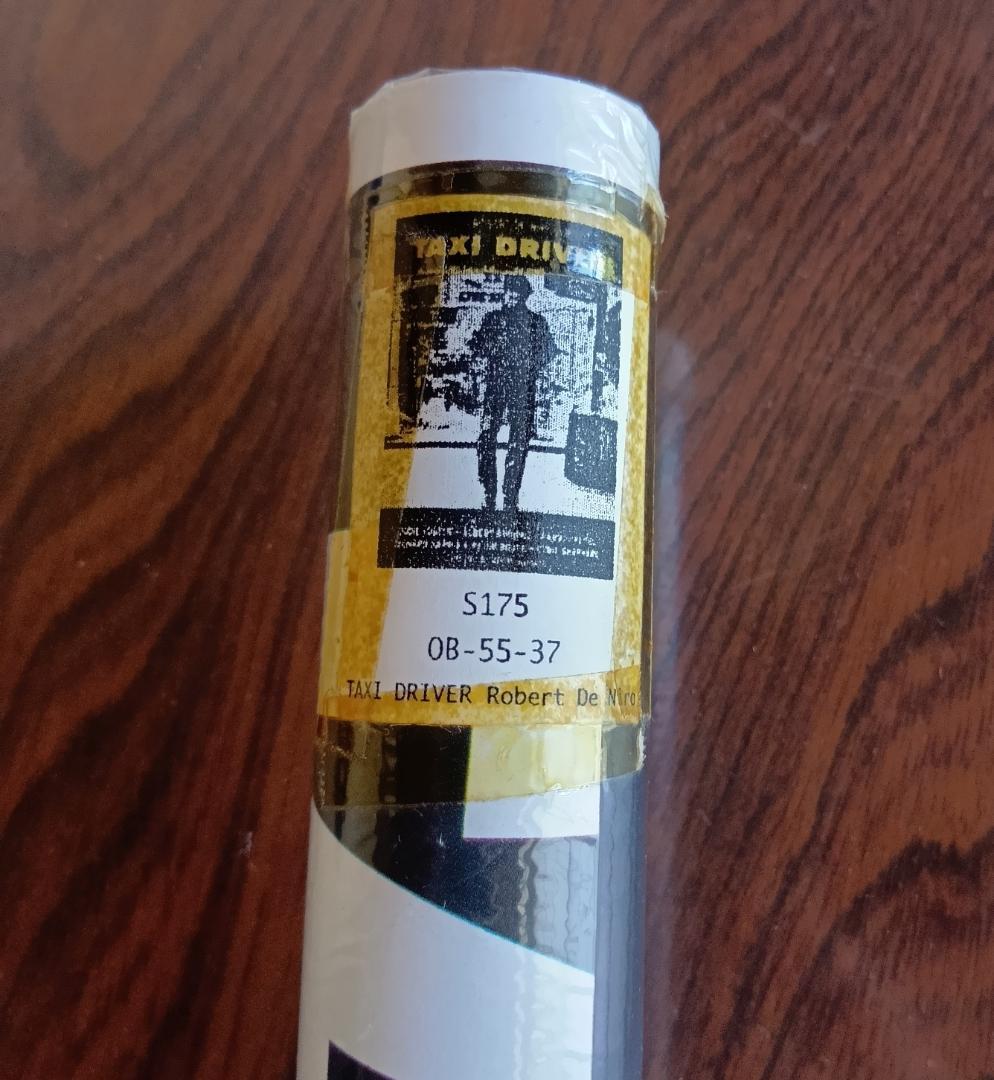 TAXI DRIVER
S175
OB-55-37
TAXI DRIVER Robert De Niro